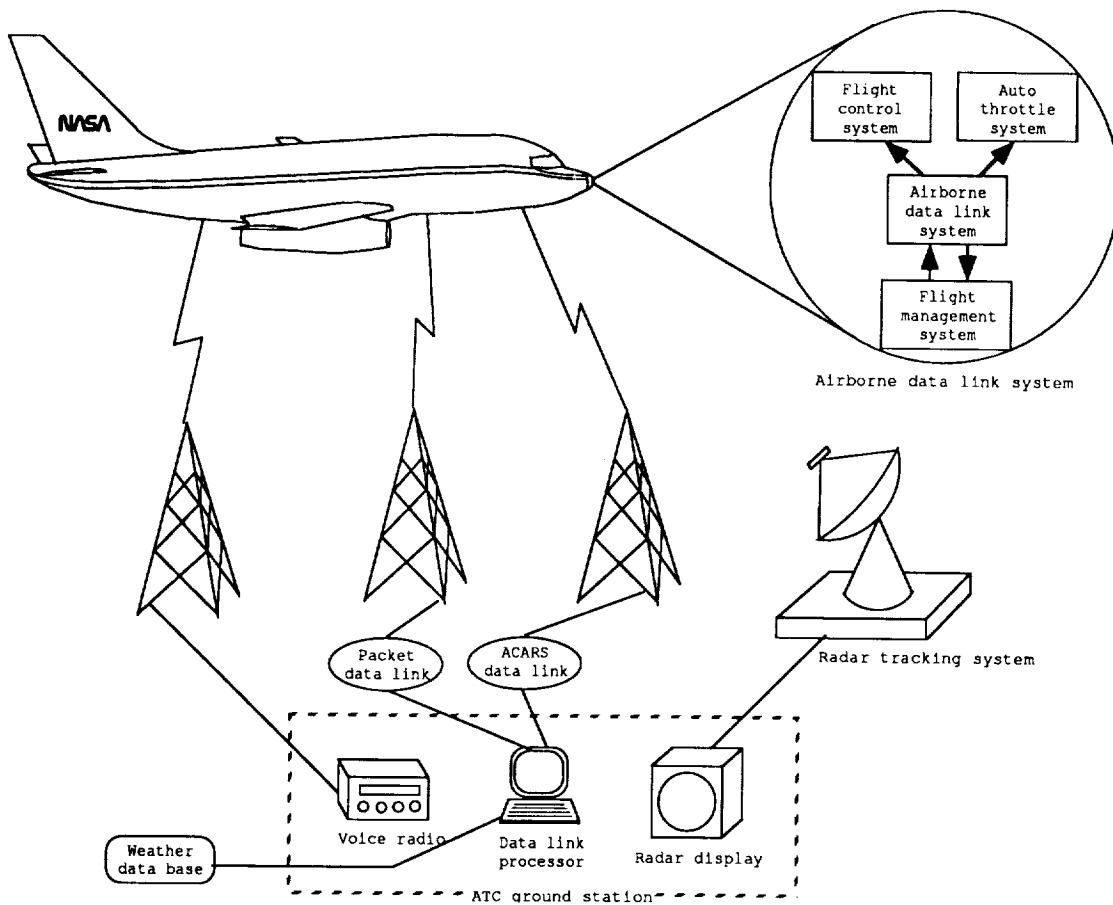 NASA
Flight
control
system
Auto
throttle
system
Airborne
data link
system
Flight
management
system
Airborne data link system
Packet
data link
ACARS
data link
Radar tracking system
Voice radio
Data link
processor
Radar display
Weather
data base
ATC ground station